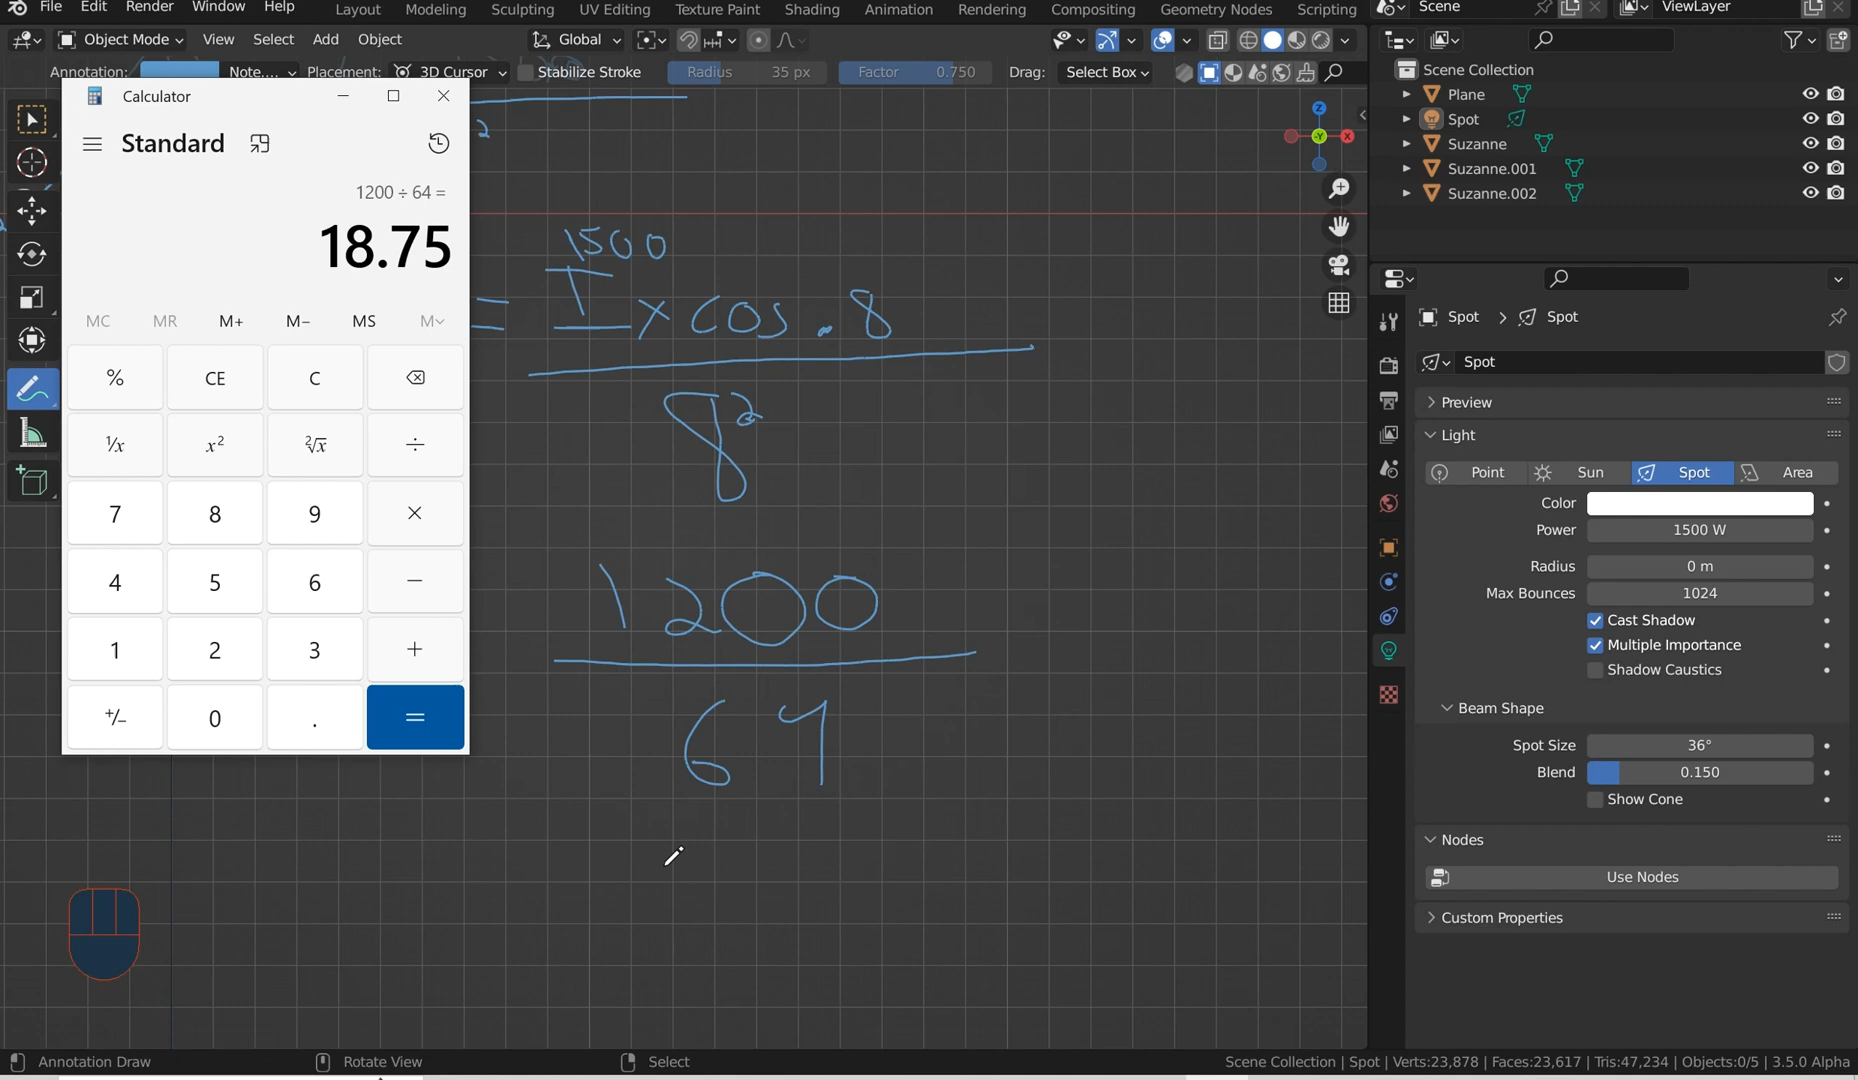 File Edit Render Window Help Layout Modeling Sculpting UV Editing Texture Paint Shading Animation Rendering Compositing Geometry Nodes Scripting Scene ViewLayer
Object Mode View Select Add Object Global
Annotation: Note.... Placement: 3D Cursor Stabilize Stroke Radius 35 px Factor 0.750 Drag: Select Box
Calculator
Standard
1200 ÷ 64 =
18.75
MC MR M+ M− MS M
% CE C
1/x x² ²√x ÷
7 8 9 ×
4 5 6 −
1 2 3 +
+/− 0 . =
2
1500
= I x cos .8
8²
1200
64
Z
-Y X
Scene Collection
Plane
Spot
Suzanne
Suzanne.001
Suzanne.002
Spot > Spot
Spot
Preview
Light
Point Sun Spot Area
Color
Power 1500 W
Radius 0 m
Max Bounces 1024
Cast Shadow
Multiple Importance
Shadow Caustics
Beam Shape
Spot Size 36°
Blend 0.150
Show Cone
Nodes
Use Nodes
Custom Properties
Annotation Draw Rotate View Select Scene Collection | Spot | Verts:23,878 | Faces:23,617 | Tris:47,234 | Objects:0/5 | 3.5.0 Alpha